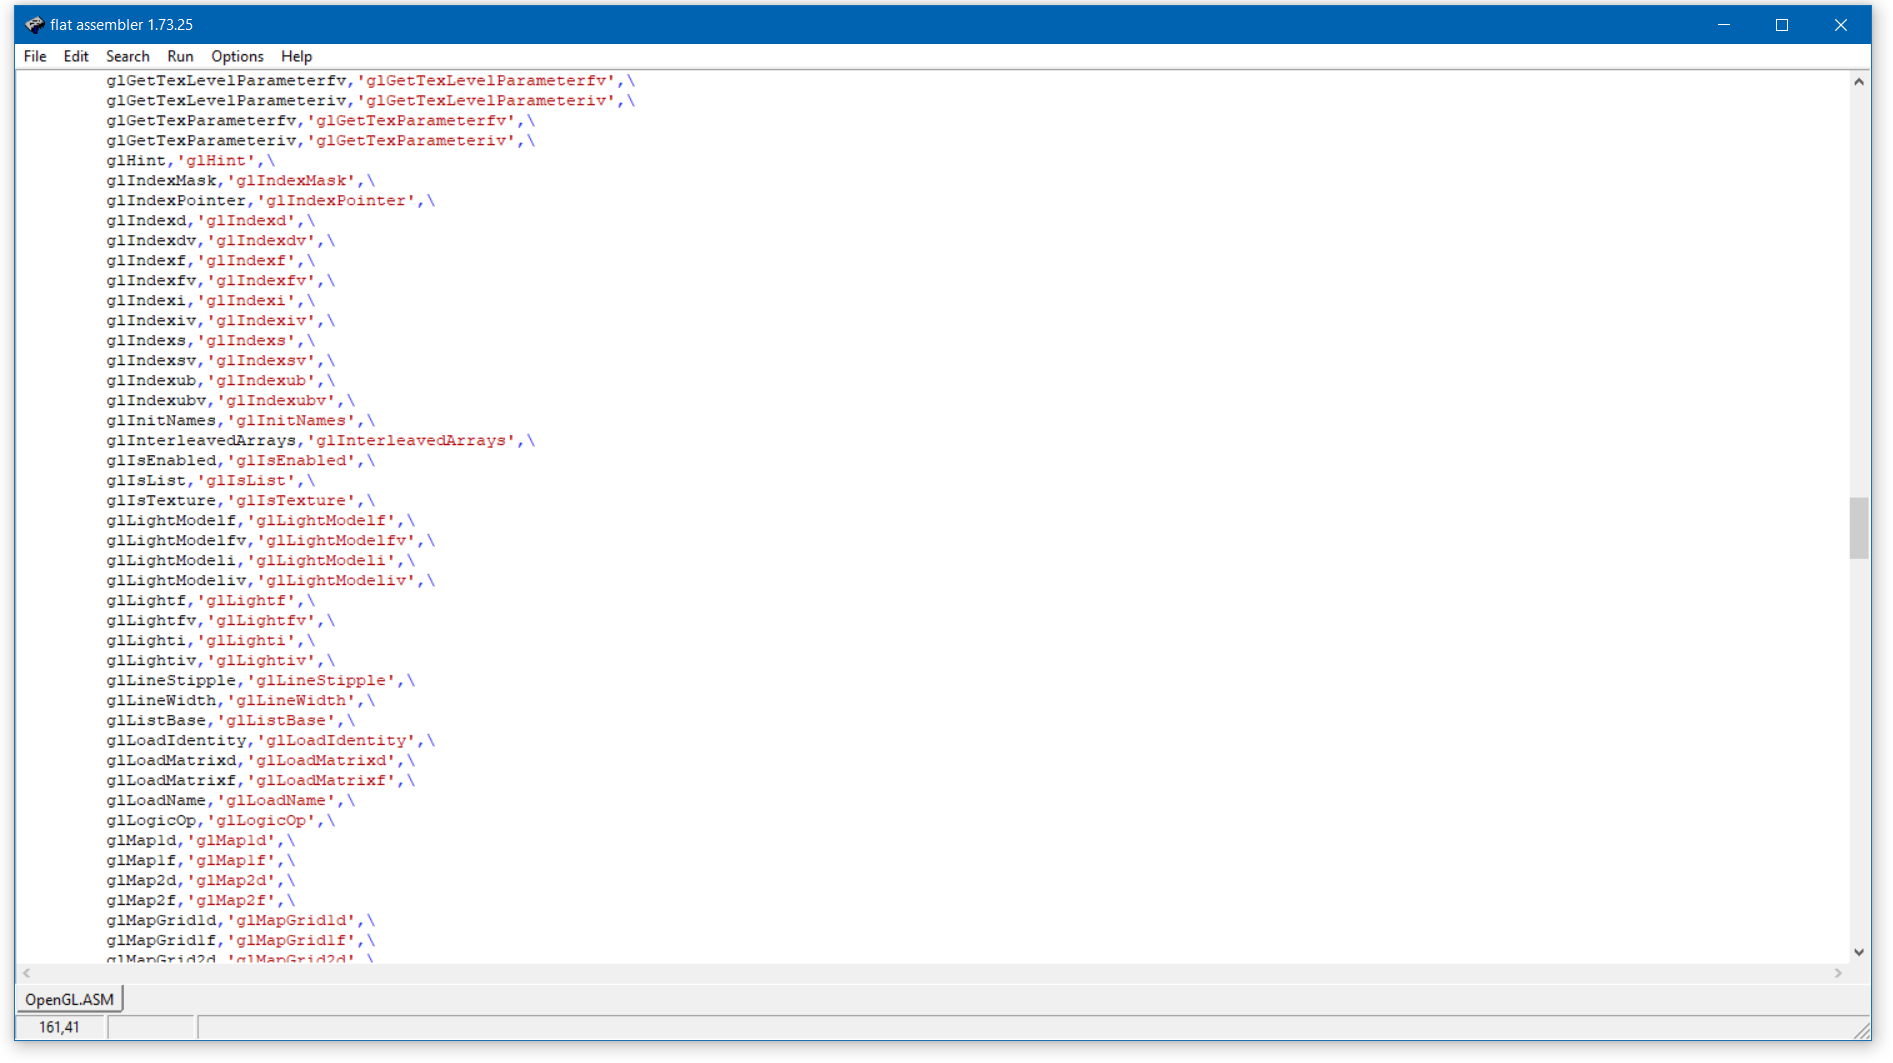 flat assembler 1.73.25
File Edit Search Run Options Help
glGetTexLevelParameterfv,'glGetTexLevelParameterfv',\
glGetTexLevelParameteriv,'glGetTexLevelParameteriv',\
glGetTexParameterfv,'glGetTexParameterfv',\
glGetTexParameteriv,'glGetTexParameteriv',\
glHint,'glHint',\
glIndexMask,'glIndexMask',\
glIndexPointer,'glIndexPointer',\
glIndexd,'glIndexd',\
glIndexdv,'glIndexdv',\
glIndexf,'glIndexf',\
glIndexfv,'glIndexfv',\
glIndexi,'glIndexi',\
glIndexiv,'glIndexiv',\
glIndexs,'glIndexs',\
glIndexsv,'glIndexsv',\
glIndexub,'glIndexub',\
glIndexubv,'glIndexubv',\
glInitNames,'glInitNames',\
glInterleavedArrays,'glInterleavedArrays',\
glIsEnabled,'glIsEnabled',\
glIsList,'glIsList',\
glIsTexture,'glIsTexture',\
glLightModelf,'glLightModelf',\
glLightModelfv,'glLightModelfv',\
glLightModeli,'glLightModeli',\
glLightModeliv,'glLightModeliv',\
glLightf,'glLightf',\
glLightfv,'glLightfv',\
glLighti,'glLighti',\
glLightiv,'glLightiv',\
glLineStipple,'glLineStipple',\
glLineWidth,'glLineWidth',\
glListBase,'glListBase',\
glLoadIdentity,'glLoadIdentity',\
glLoadMatrixd,'glLoadMatrixd',\
glLoadMatrixf,'glLoadMatrixf',\
glLoadName,'glLoadName',\
glLogicOp,'glLogicOp',\
glMap1d,'glMap1d',\
glMap1f,'glMap1f',\
glMap2d,'glMap2d',\
glMap2f,'glMap2f',\
glMapGrid1d,'glMapGrid1d',\
glMapGrid1f,'glMapGrid1f',\
glMapGrid2d,'glMapGrid2d',\
OpenGL.ASM
161,41